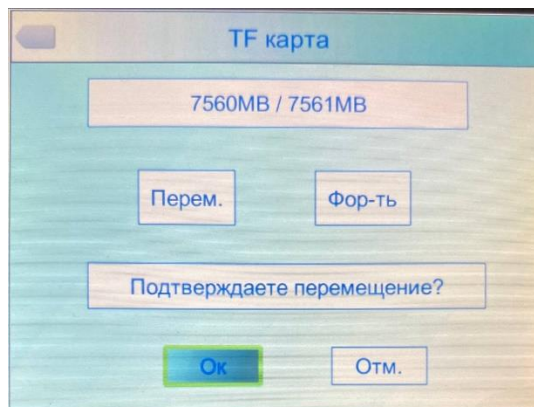 TF карта
7560MB / 7561MB
Перем. Фор-ть
Подтверждаете перемещение?
Ок Отм.